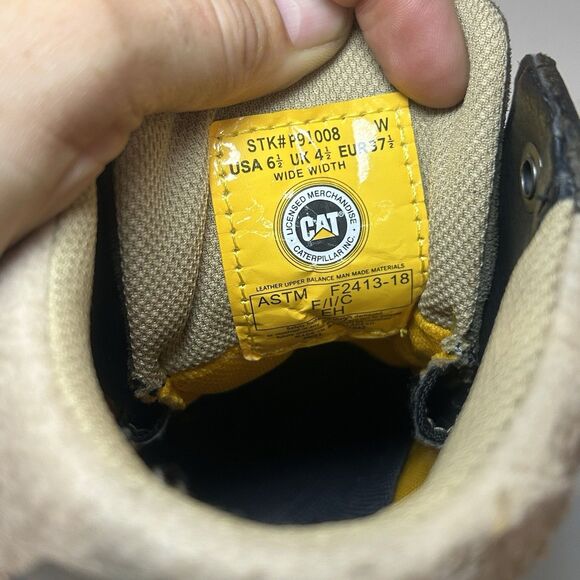 STK#P91008 W
USA 6½ UK 4½ EUR 37½
WIDE WIDTH
LICENSED MERCHANDISE
CAT
CATERPILLAR INC.
LEATHER UPPER BALANCE MAN MADE MATERIALS
ASTM F2413-18
F/I/C
EH